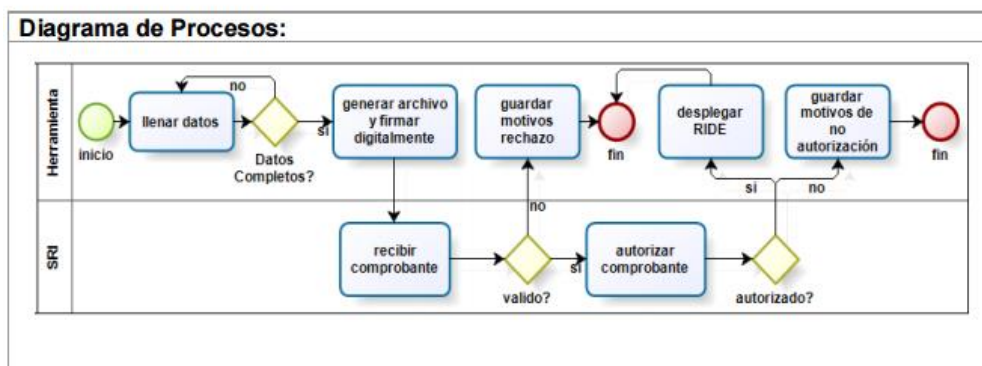 Diagrama de Procesos:
Herramienta
inicio
llenar datos
no
Datos
Completos?
si
generar archivo
y firmar
digitalmente
guardar
motivos
rechazo
fin
desplegar
RIDE
guardar
motivos de
no
autorización
fin
SRI
recibir
comprobante
no
valido?
si
autorizar
comprobante
si
no
autorizado?